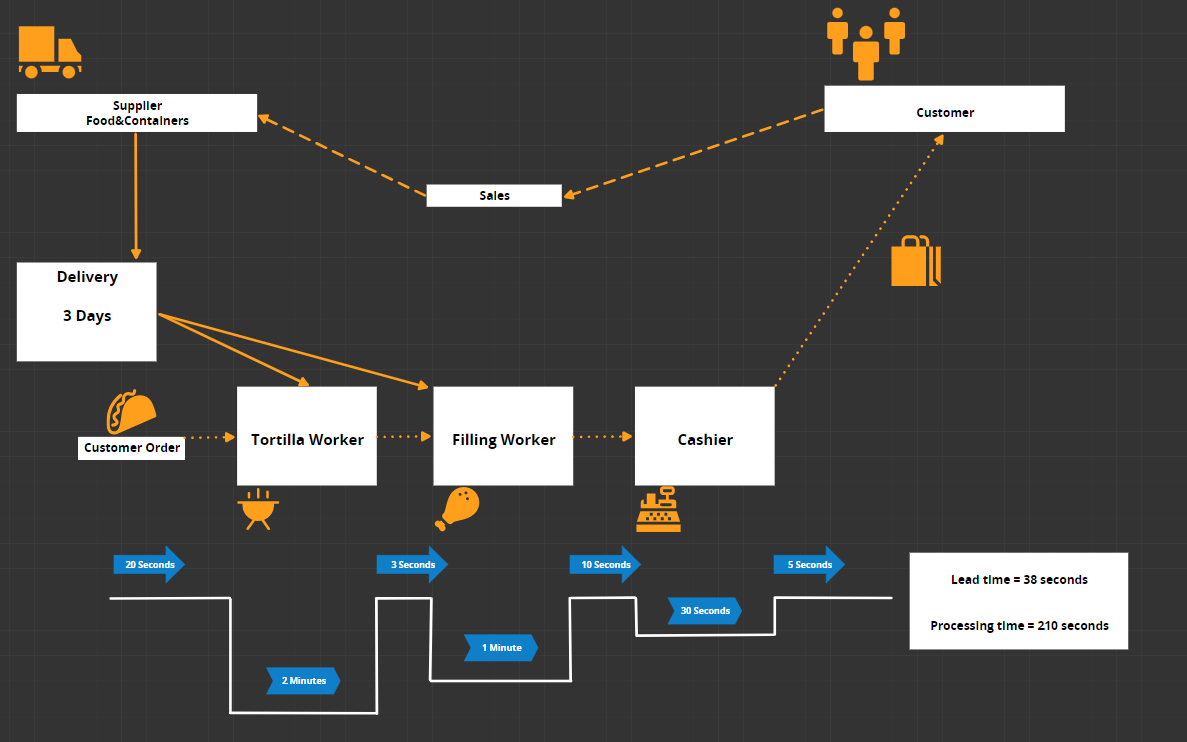 Supplier
Food&Containers
Customer
Sales
Delivery
3 Days
Customer Order
Tortilla Worker
Filling Worker
Cashier
20 Seconds
3 Seconds
10 Seconds
5 Seconds
30 Seconds
1 Minute
2 Minutes
Lead time = 38 seconds
Processing time = 210 seconds